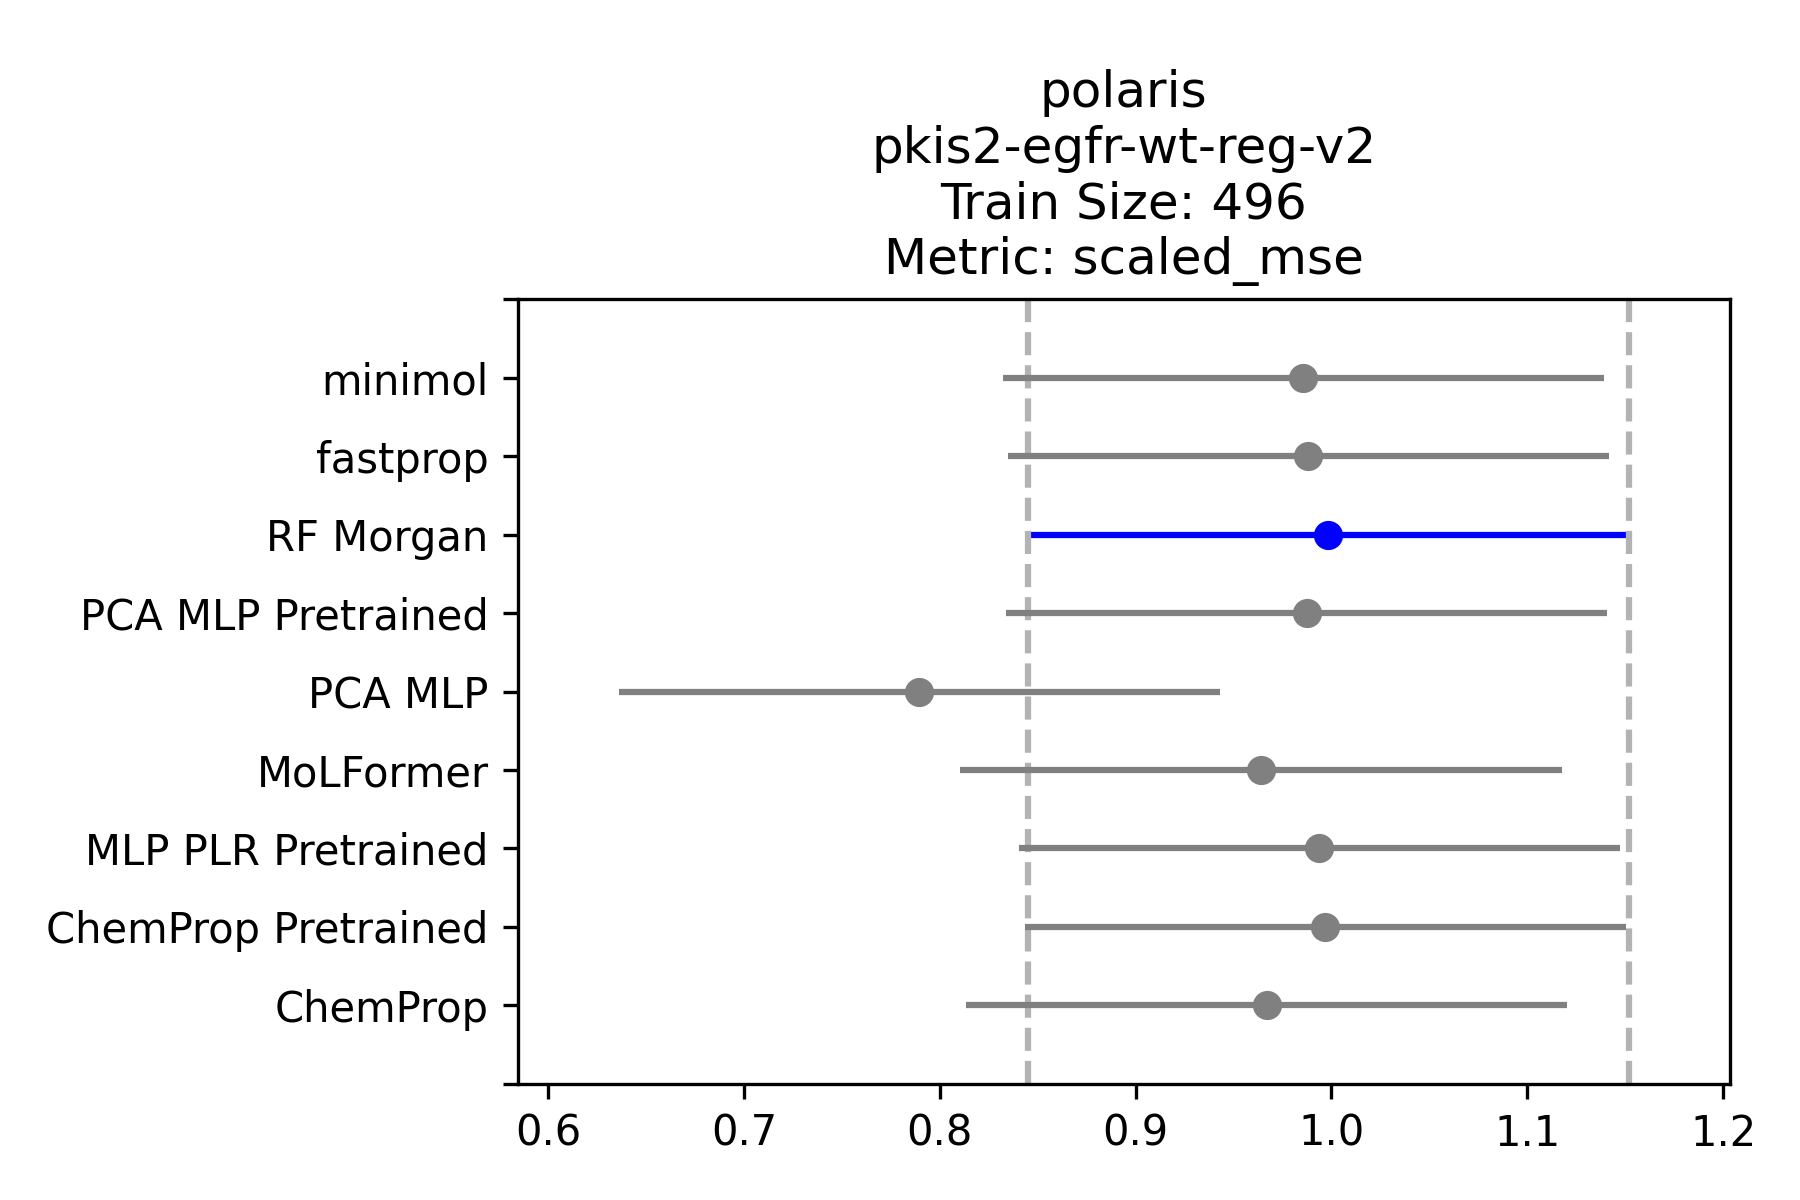 polaris
pkis2-egfr-wt-reg-v2
Train Size: 496
Metric: scaled_mse
minimol
fastprop
RF Morgan
PCA MLP Pretrained
PCA MLP
MoLFormer
MLP PLR Pretrained
ChemProp Pretrained
ChemProp
0.6 0.7 0.8 0.9 1.0 1.1 1.2